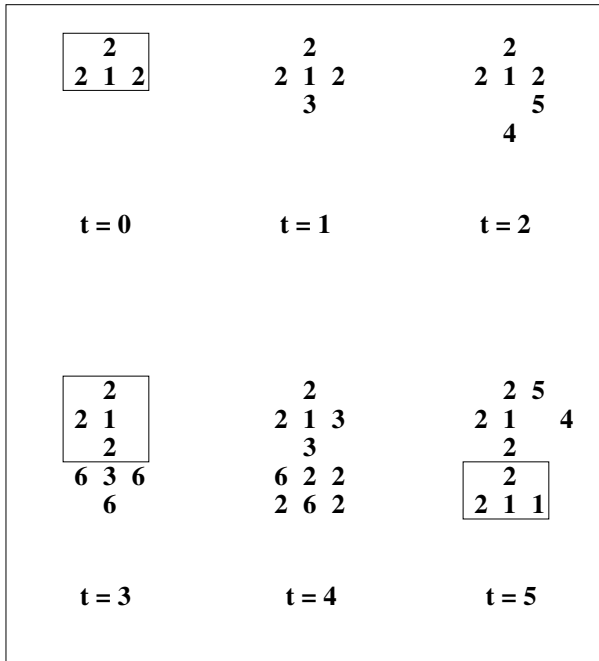 2 2 2
2 1 2 2 1 2 2 1 2
3 5
4
t = 0 t = 1 t = 2
2 2 2 5
2 1 2 1 3 2 1 4
2 3 2
6 3 6 6 2 2 2
6 2 6 2 2 1 1
t = 3 t = 4 t = 5